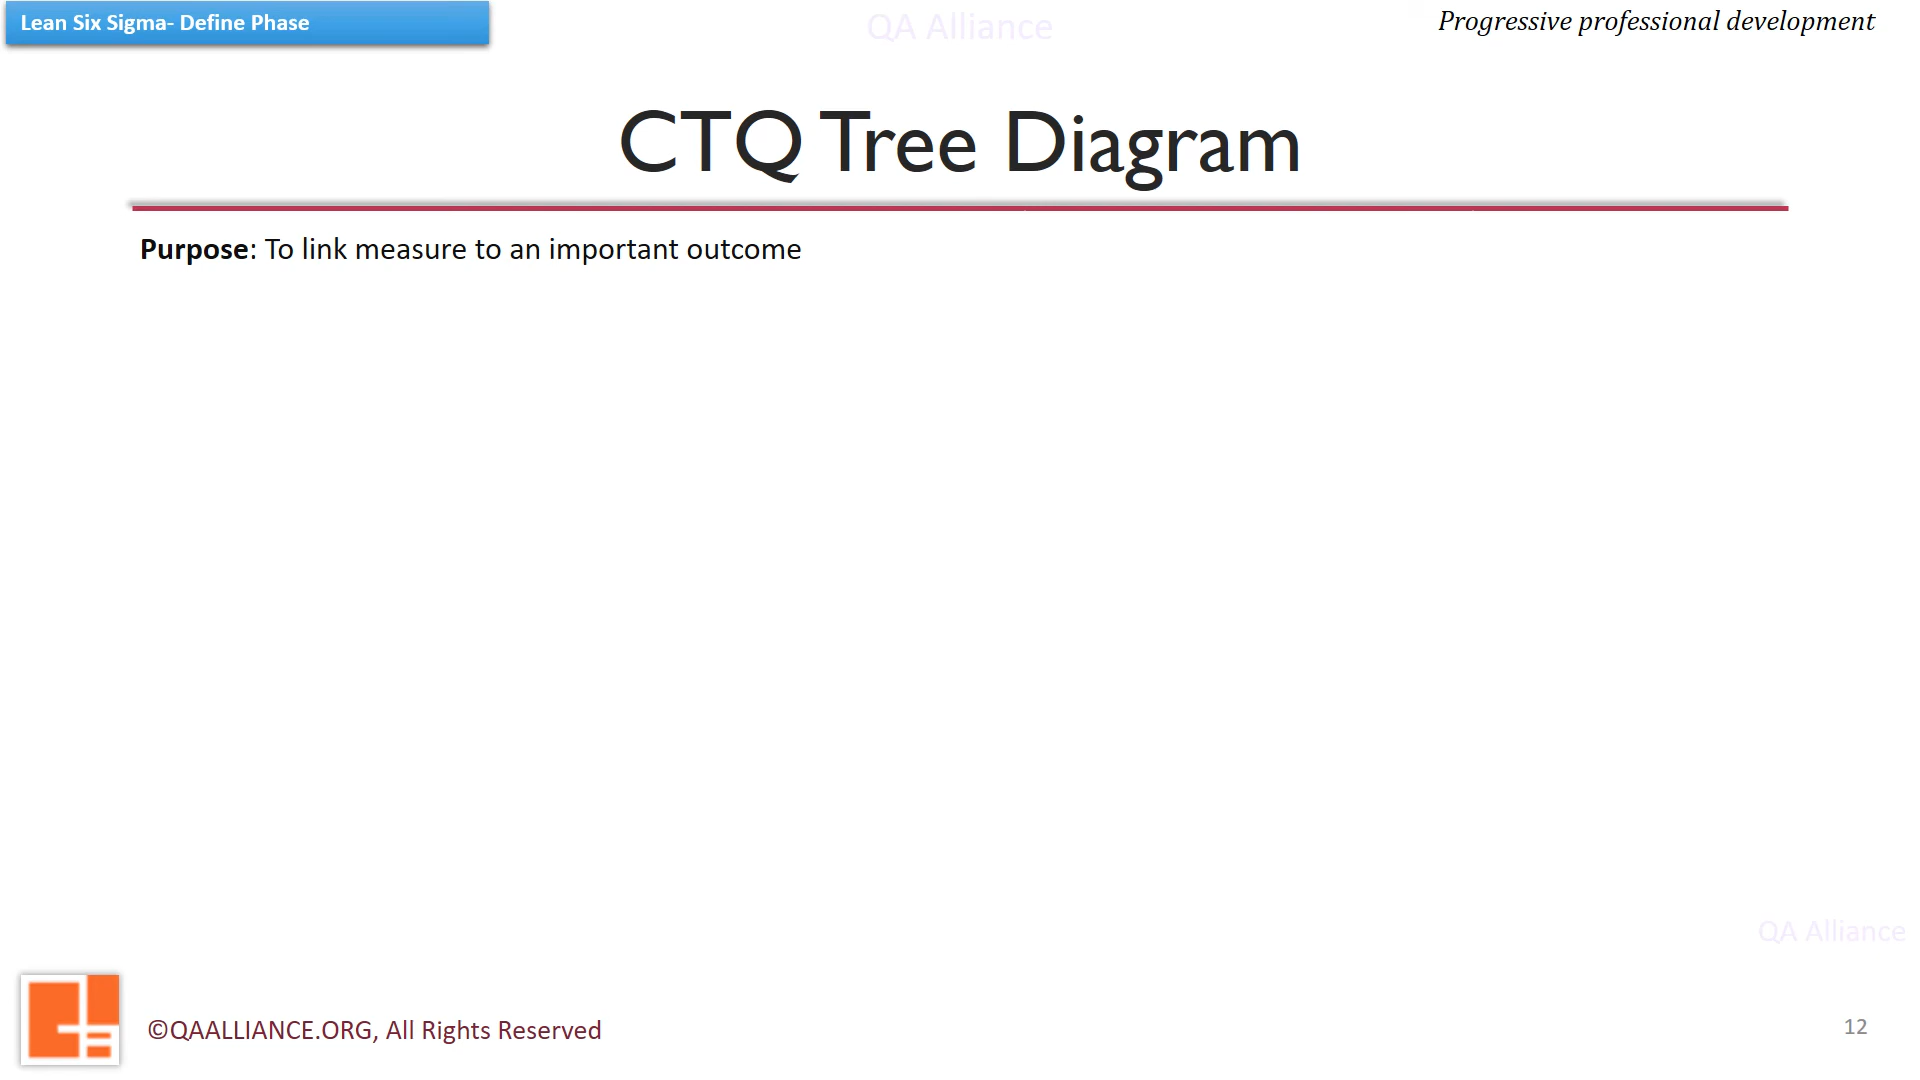 Lean Six Sigma- Define Phase
QA Alliance
Progressive professional development
CTQ Tree Diagram
Purpose: To link measure to an important outcome
QA Alliance
©QAALLIANCE.ORG, All Rights Reserved
12